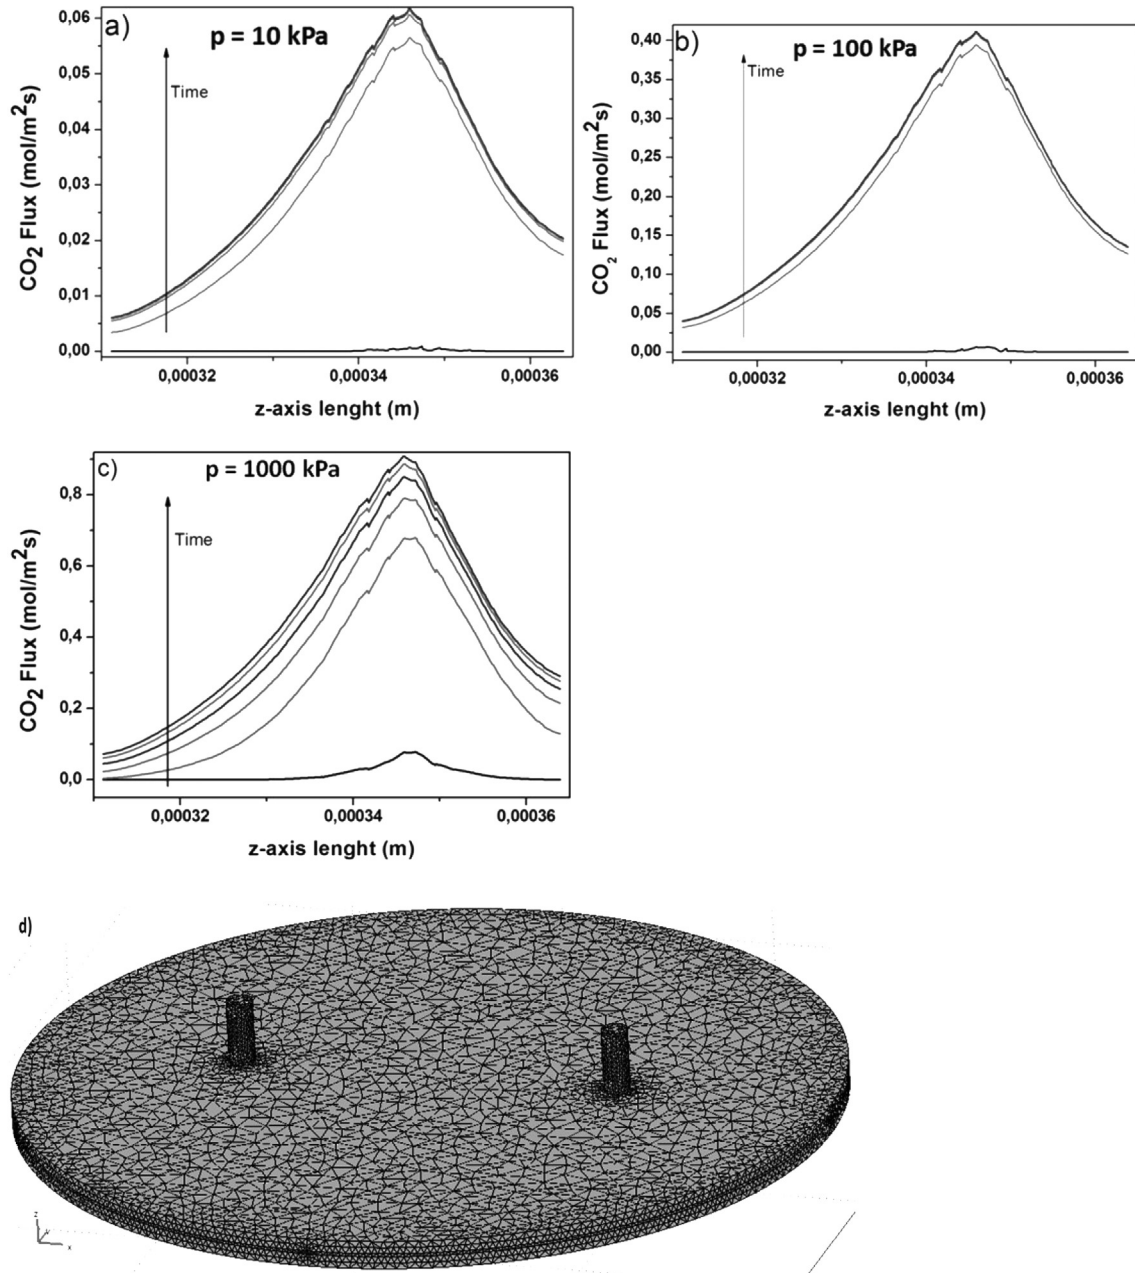 a)
p = 10 kPa
Time
CO2 Flux (mol/m²s)
0,06
0,06
0,04
0,03
0,02
0,01
0,00
0,00032
0,00034
0,00036
z-axis lenght (m)
b)
p = 100 kPa
Time
CO2 Flux (mol/m²s)
0,40
0,35
0,30
0,25
0,20
0,15
0,10
0,05
0,00
0,00032
0,00034
0,00036
z-axis lenght (m)
c)
p = 1000 kPa
Time
CO2 Flux (mol/m²s)
0,8
0,6
0,4
0,2
0,0
0,00032
0,00034
0,00036
z-axis lenght (m)
d)
z
y
x